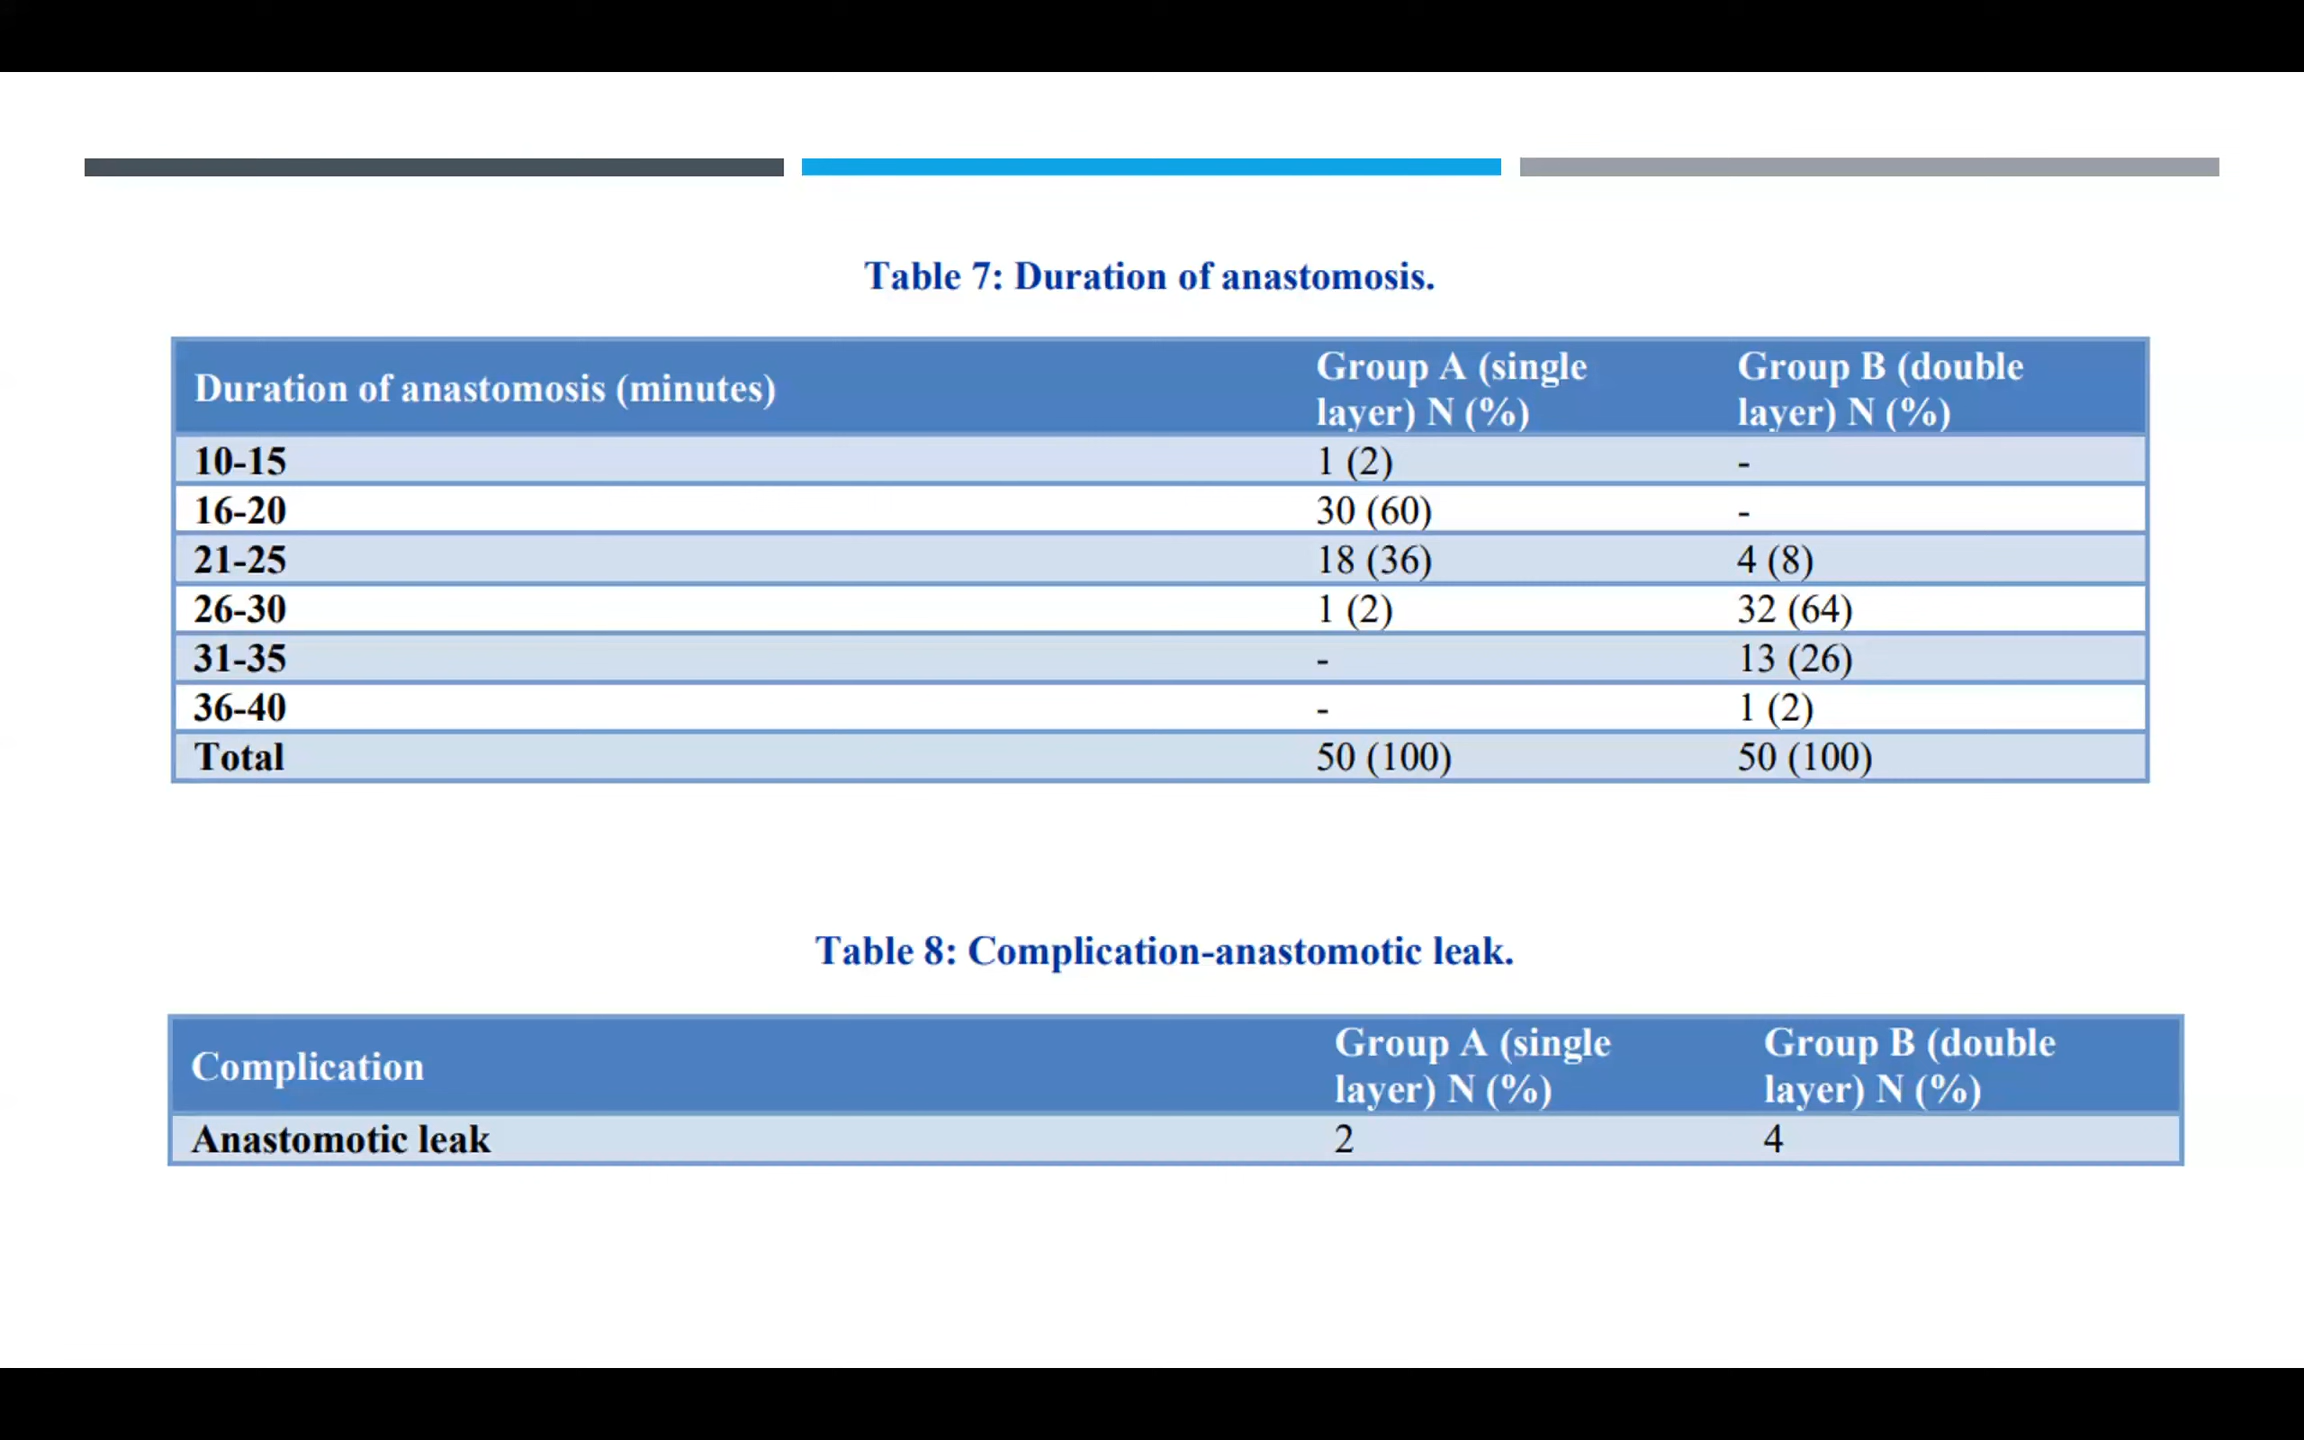 Table 7: Duration of anastomosis.
Duration of anastomosis (minutes) Group A (single layer) N (%) Group B (double layer) N (%)
10-15 1 (2) -
16-20 30 (60) -
21-25 18 (36) 4 (8)
26-30 1 (2) 32 (64)
31-35 - 13 (26)
36-40 - 1 (2)
Total 50 (100) 50 (100)
Table 8: Complication-anastomotic leak.
Complication Group A (single layer) N (%) Group B (double layer) N (%)
Anastomotic leak 2 4